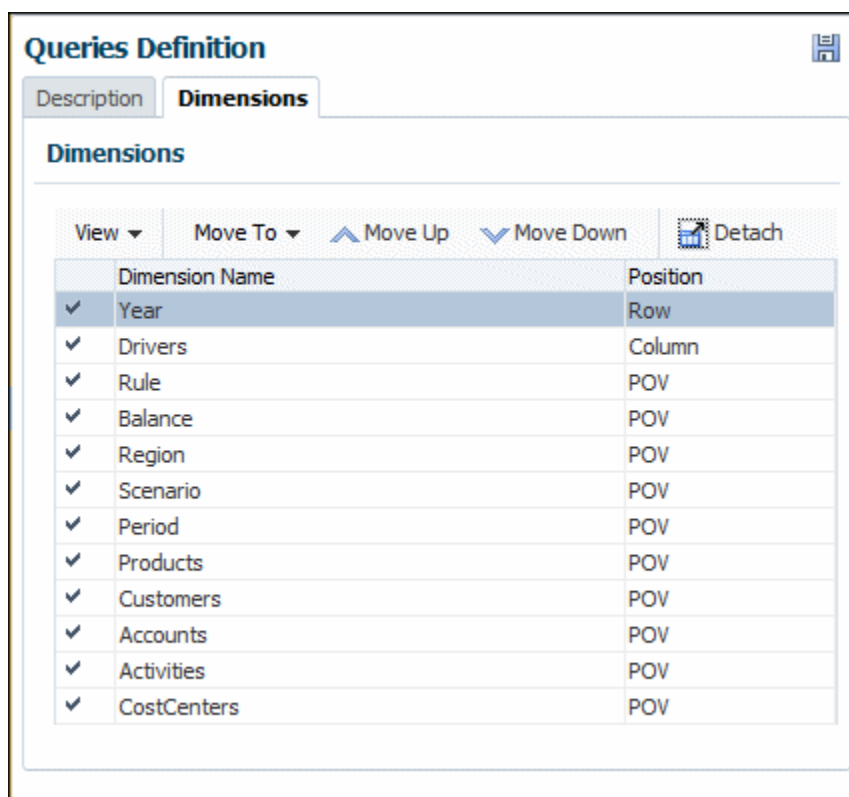 Queries Definition
Description Dimensions
Dimensions
View Move To Move Up Move Down Detach
Dimension Name Position
Year Row
Drivers Column
Rule POV
Balance POV
Region POV
Scenario POV
Period POV
Products POV
Customers POV
Accounts POV
Activities POV
CostCenters POV